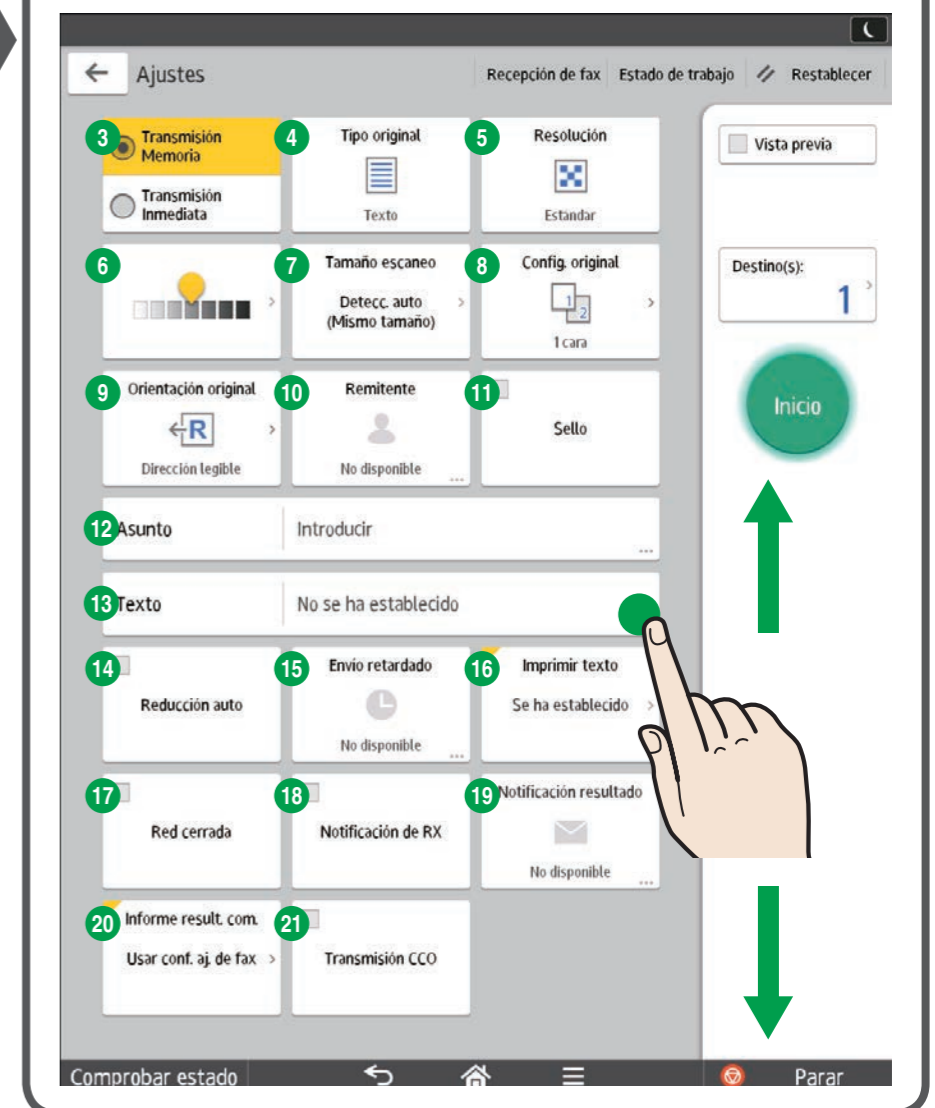 Ajustes
Recepción de fax
Estado de trabajo
Restablecer
3
Transmisión
Memoria
Transmisión
Inmediata
4
Tipo original
Texto
5
Resolución
Estandar
Vista previa
6
7
Tamaño escaneo
Detecc. auto
(Mismo tamaño)
8
Config. original
1
2
1 cara
Destino(s):
1
9
Orientación original
R
Dirección legible
10
Remitente
No disponible
...
11
Sello
Inicio
12
Asunto
Introducir
...
13
Texto
No se ha establecido
14
Reducción auto
15
Envío retardado
No disponible
...
16
Imprimir texto
Se ha establecido
17
Red cerrada
18
Notificación de RX
19
Notificación resultado
No disponible
...
20
Informe result. com.
Usar conf. aj. de fax
21
Transmisión CCO
Comprobar estado
Parar